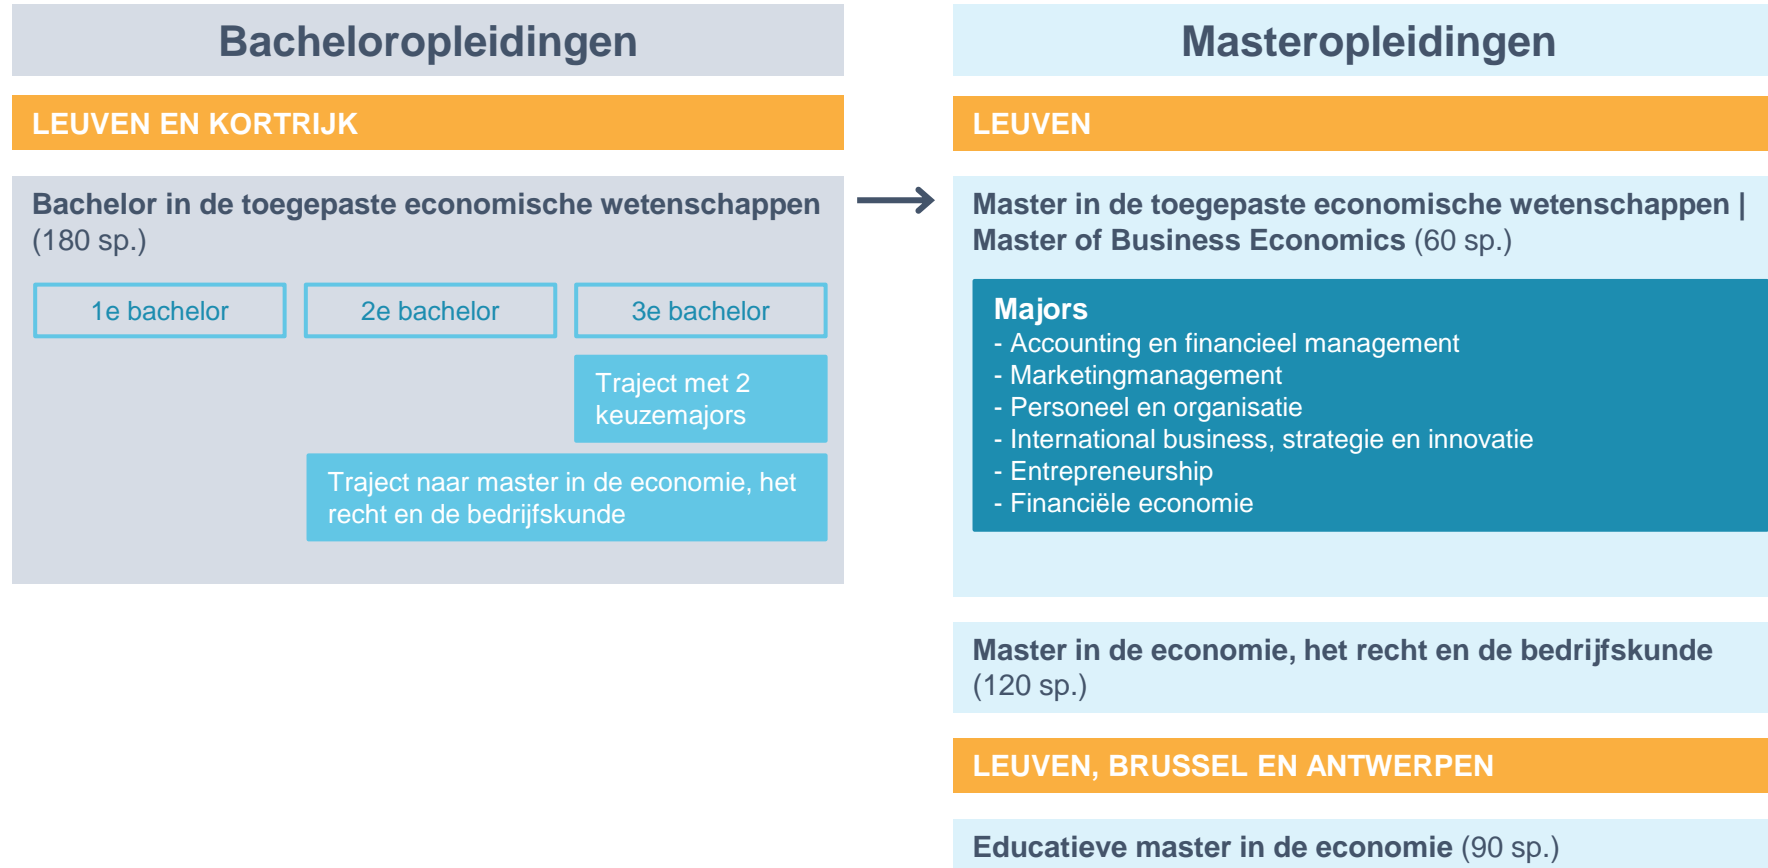 Bacheloropleidingen
LEUVEN EN KORTRIJK
Bachelor in de toegepaste economische wetenschappen
(180 sp.)
1e bachelor
2e bachelor
3e bachelor
Traject met 2
keuzemajors
Traject naar master in de economie, het
recht en de bedrijfskunde
Masteropleidingen
LEUVEN
Master in de toegepaste economische wetenschappen |
Master of Business Economics (60 sp.)
Majors
- Accounting en financieel management
- Marketingmanagement
- Personeel en organisatie
- International business, strategie en innovatie
- Entrepreneurship
- Financiële economie
Master in de economie, het recht en de bedrijfskunde
(120 sp.)
LEUVEN, BRUSSEL EN ANTWERPEN
Educatieve master in de economie (90 sp.)